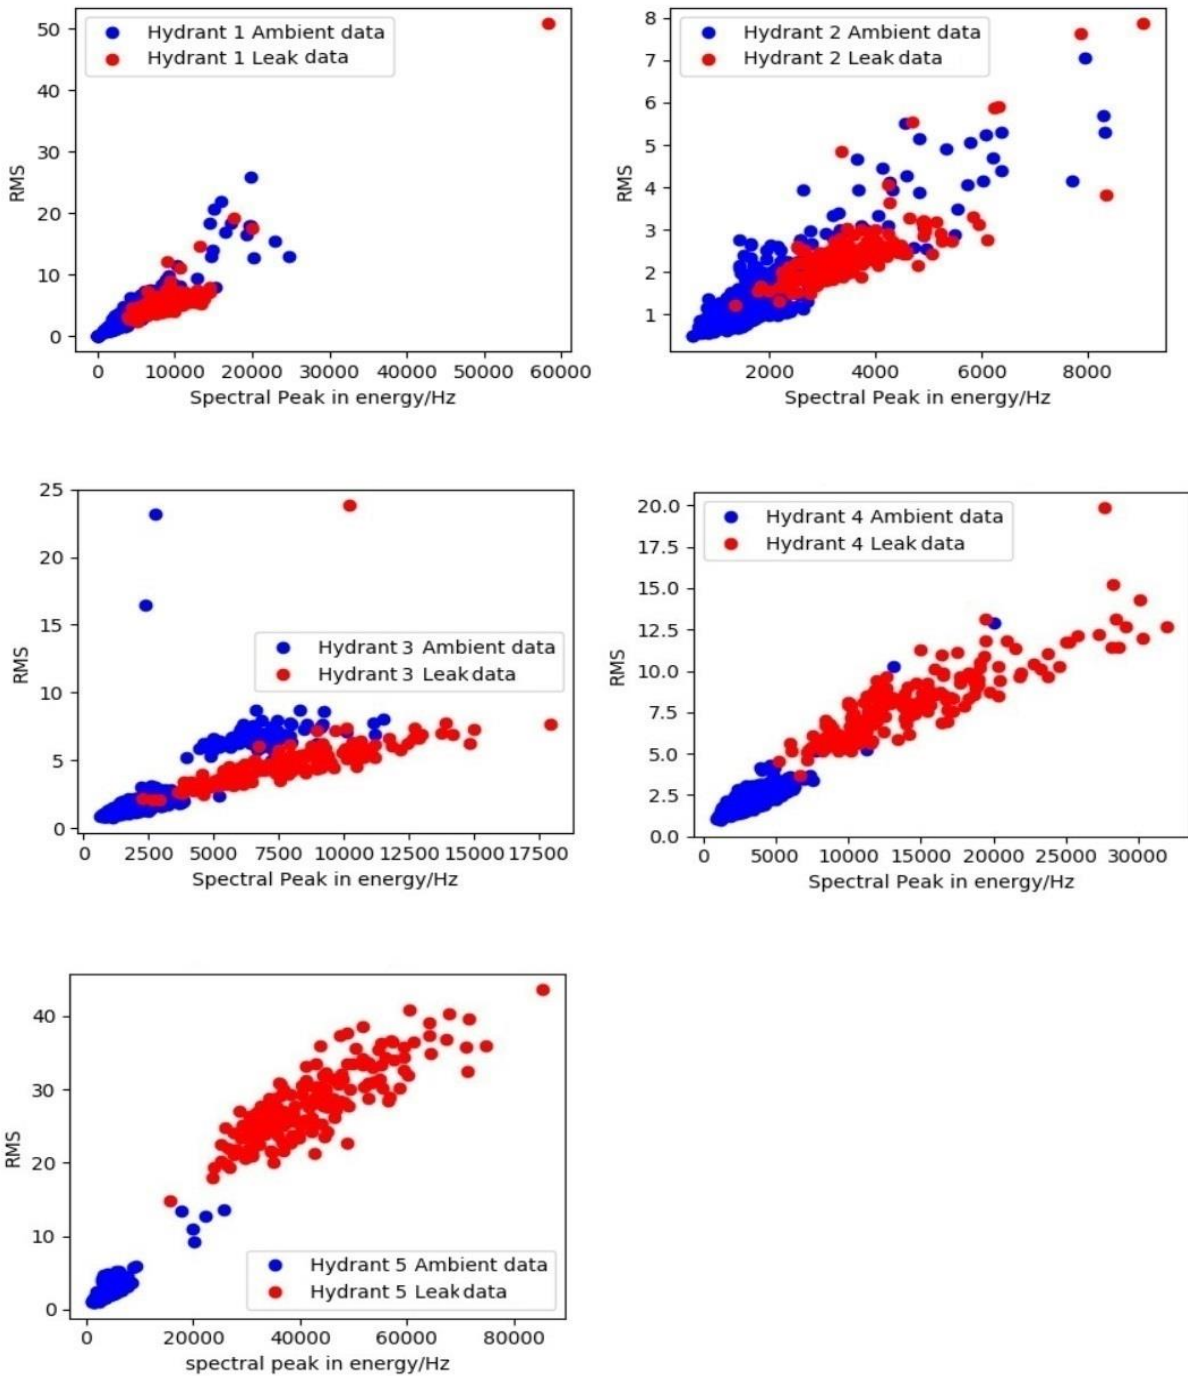 50
40
30
20
10
0
RMS
Hydrant 1 Ambient data
Hydrant 1 Leak data
0 10000 20000 30000 40000 50000 60000
Spectral Peak in energy/Hz
8
7
6
5
4
3
2
1
RMS
Hydrant 2 Ambient data
Hydrant 2 Leak data
2000 4000 6000 8000
Spectral Peak in energy/Hz
25
20
15
10
5
0
RMS
Hydrant 3 Ambient data
Hydrant 3 Leak data
0 2500 5000 7500 10000 12500 15000 17500
Spectral Peak in energy/Hz
20.0
17.5
15.0
12.5
10.0
7.5
5.0
2.5
0.0
RMS
Hydrant 4 Ambient data
Hydrant 4 Leak data
0 5000 10000 15000 20000 25000 30000
Spectral Peak in energy/Hz
40
30
20
10
0
RMS
Hydrant 5 Ambient data
Hydrant 5 Leak data
0 20000 40000 60000 80000
spectral peak in energy/Hz